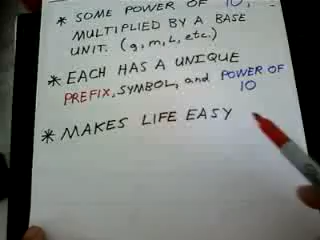 * SOME POWER OF 10,
MULTIPLIED BY A BASE
UNIT. (g, m, L, etc.)
* EACH HAS A UNIQUE
PREFIX, SYMBOL, and POWER OF
10
* MAKES LIFE EASY